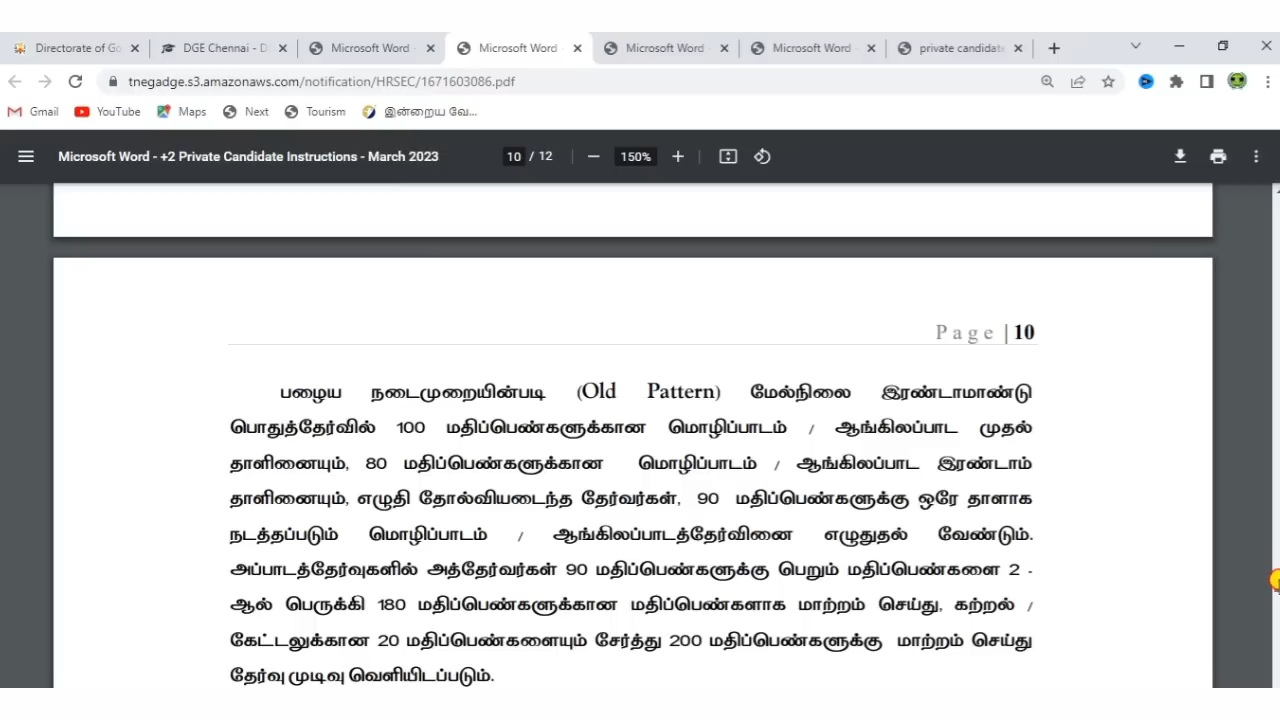 Directorate of Go
DGE Chennai - D
Microsoft Word
Microsoft Word
Microsoft Word
Microsoft Word
private candidate
tnegadge.s3.amazonaws.com/notification/HRSEC/1671603086.pdf
Gmail
YouTube
Maps
Next
Tourism
இன்றைய வே...
Microsoft Word - +2 Private Candidate Instructions - March 2023
10 / 12
150%
Page | 10
பழைய நடைமுறையின்படி (Old Pattern) மேல்நிலை இரண்டாமாண்டு
பொதுத்தேர்வில் 100 மதிப்பெண்களுக்கான மொழிப்பாடம் / ஆங்கிலப்பாட முதல்
தாளினையும், 80 மதிப்பெண்களுக்கான மொழிப்பாடம் / ஆங்கிலப்பாட இரண்டாம்
தாளினையும், எழுதி தோல்வியடைந்த தேர்வர்கள், 90 மதிப்பெண்களுக்கு ஒரே தாளாக
நடத்தப்படும் மொழிப்பாடம் / ஆங்கிலப்பாடத்தேர்வினை எழுதுதல் வேண்டும்.
அப்பாடத்தேர்வுகளில் அத்தேர்வர்கள் 90 மதிப்பெண்களுக்கு பெறும் மதிப்பெண்களை 2 -
ஆல் பெருக்கி 180 மதிப்பெண்களுக்கான மதிப்பெண்களாக மாற்றம் செய்து, கற்றல் /
கேட்டலுக்கான 20 மதிப்பெண்களையும் சேர்த்து 200 மதிப்பெண்களுக்கு மாற்றம் செய்து
தேர்வு முடிவு வெளியிடப்படும்.